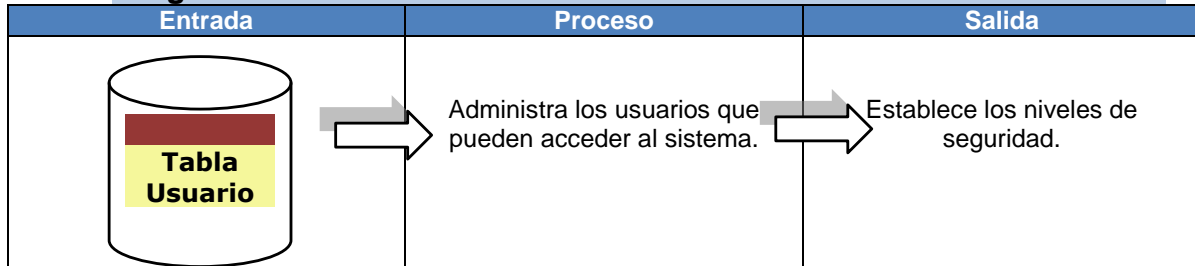 Entrada Proceso Salida
Tabla
Usuario
Administra los usuarios que
pueden acceder al sistema.
Establece los niveles de
seguridad.